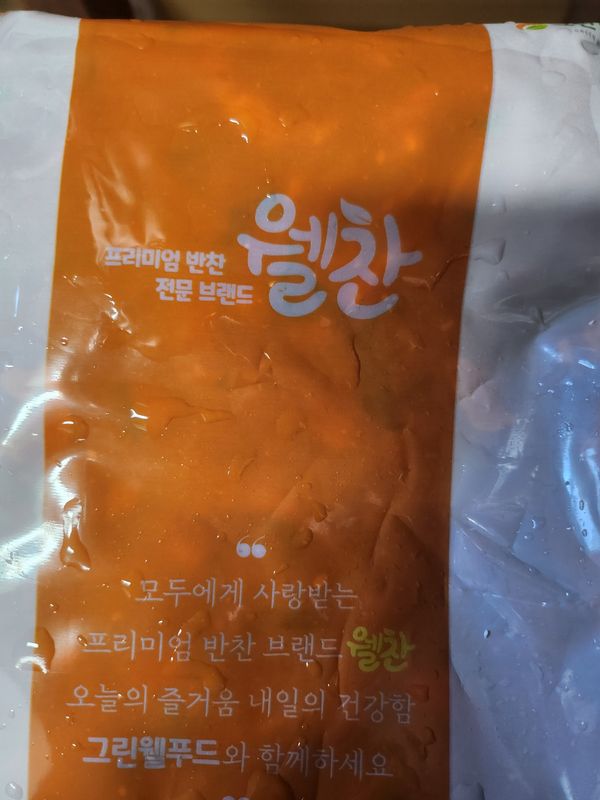 프리미엄 반찬
전문 브랜드
웰찬
“
모두에게 사랑받는
프리미엄 반찬 브랜드 웰찬
오늘의 즐거움 내일의 건강함
그린웰푸드와 함께하세요